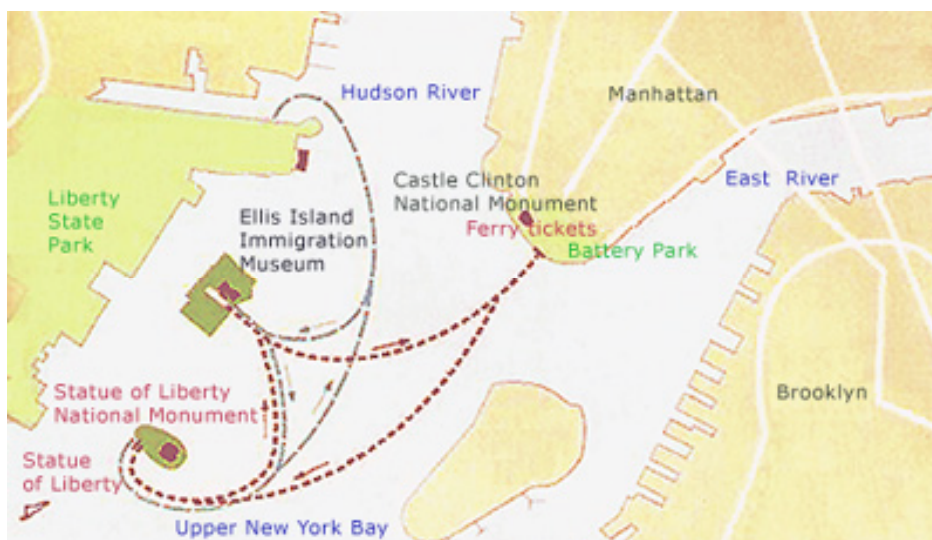 Hudson River
Manhattan
Castle Clinton
National Monument
Ferry tickets
East River
Battery Park
Liberty
State
Park
Ellis Island
Immigration
Museum
Statue of Liberty
National Monument
Brooklyn
Statue
of Liberty
Upper New York Bay